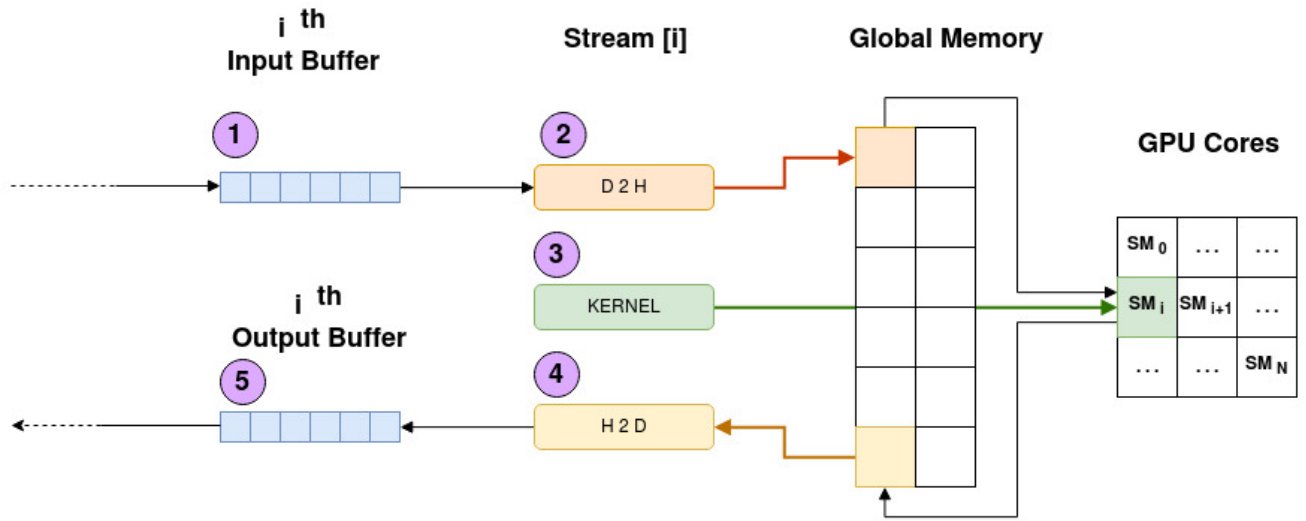 i th
Input Buffer
Stream [i]
Global Memory
GPU Cores
1
2
D 2 H
3
KERNEL
i th
Output Buffer
5
4
H 2 D
SM 0 ... ...
SM i SM i+1 ...
... ... SM N